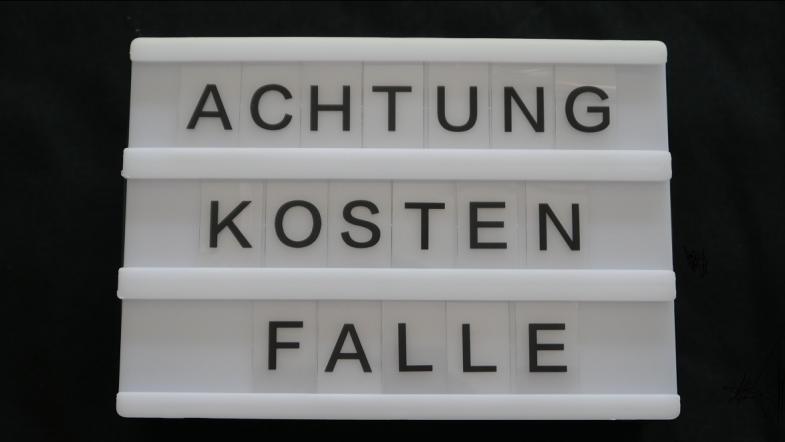 ACHTUNG
KOSTEN
FALLE